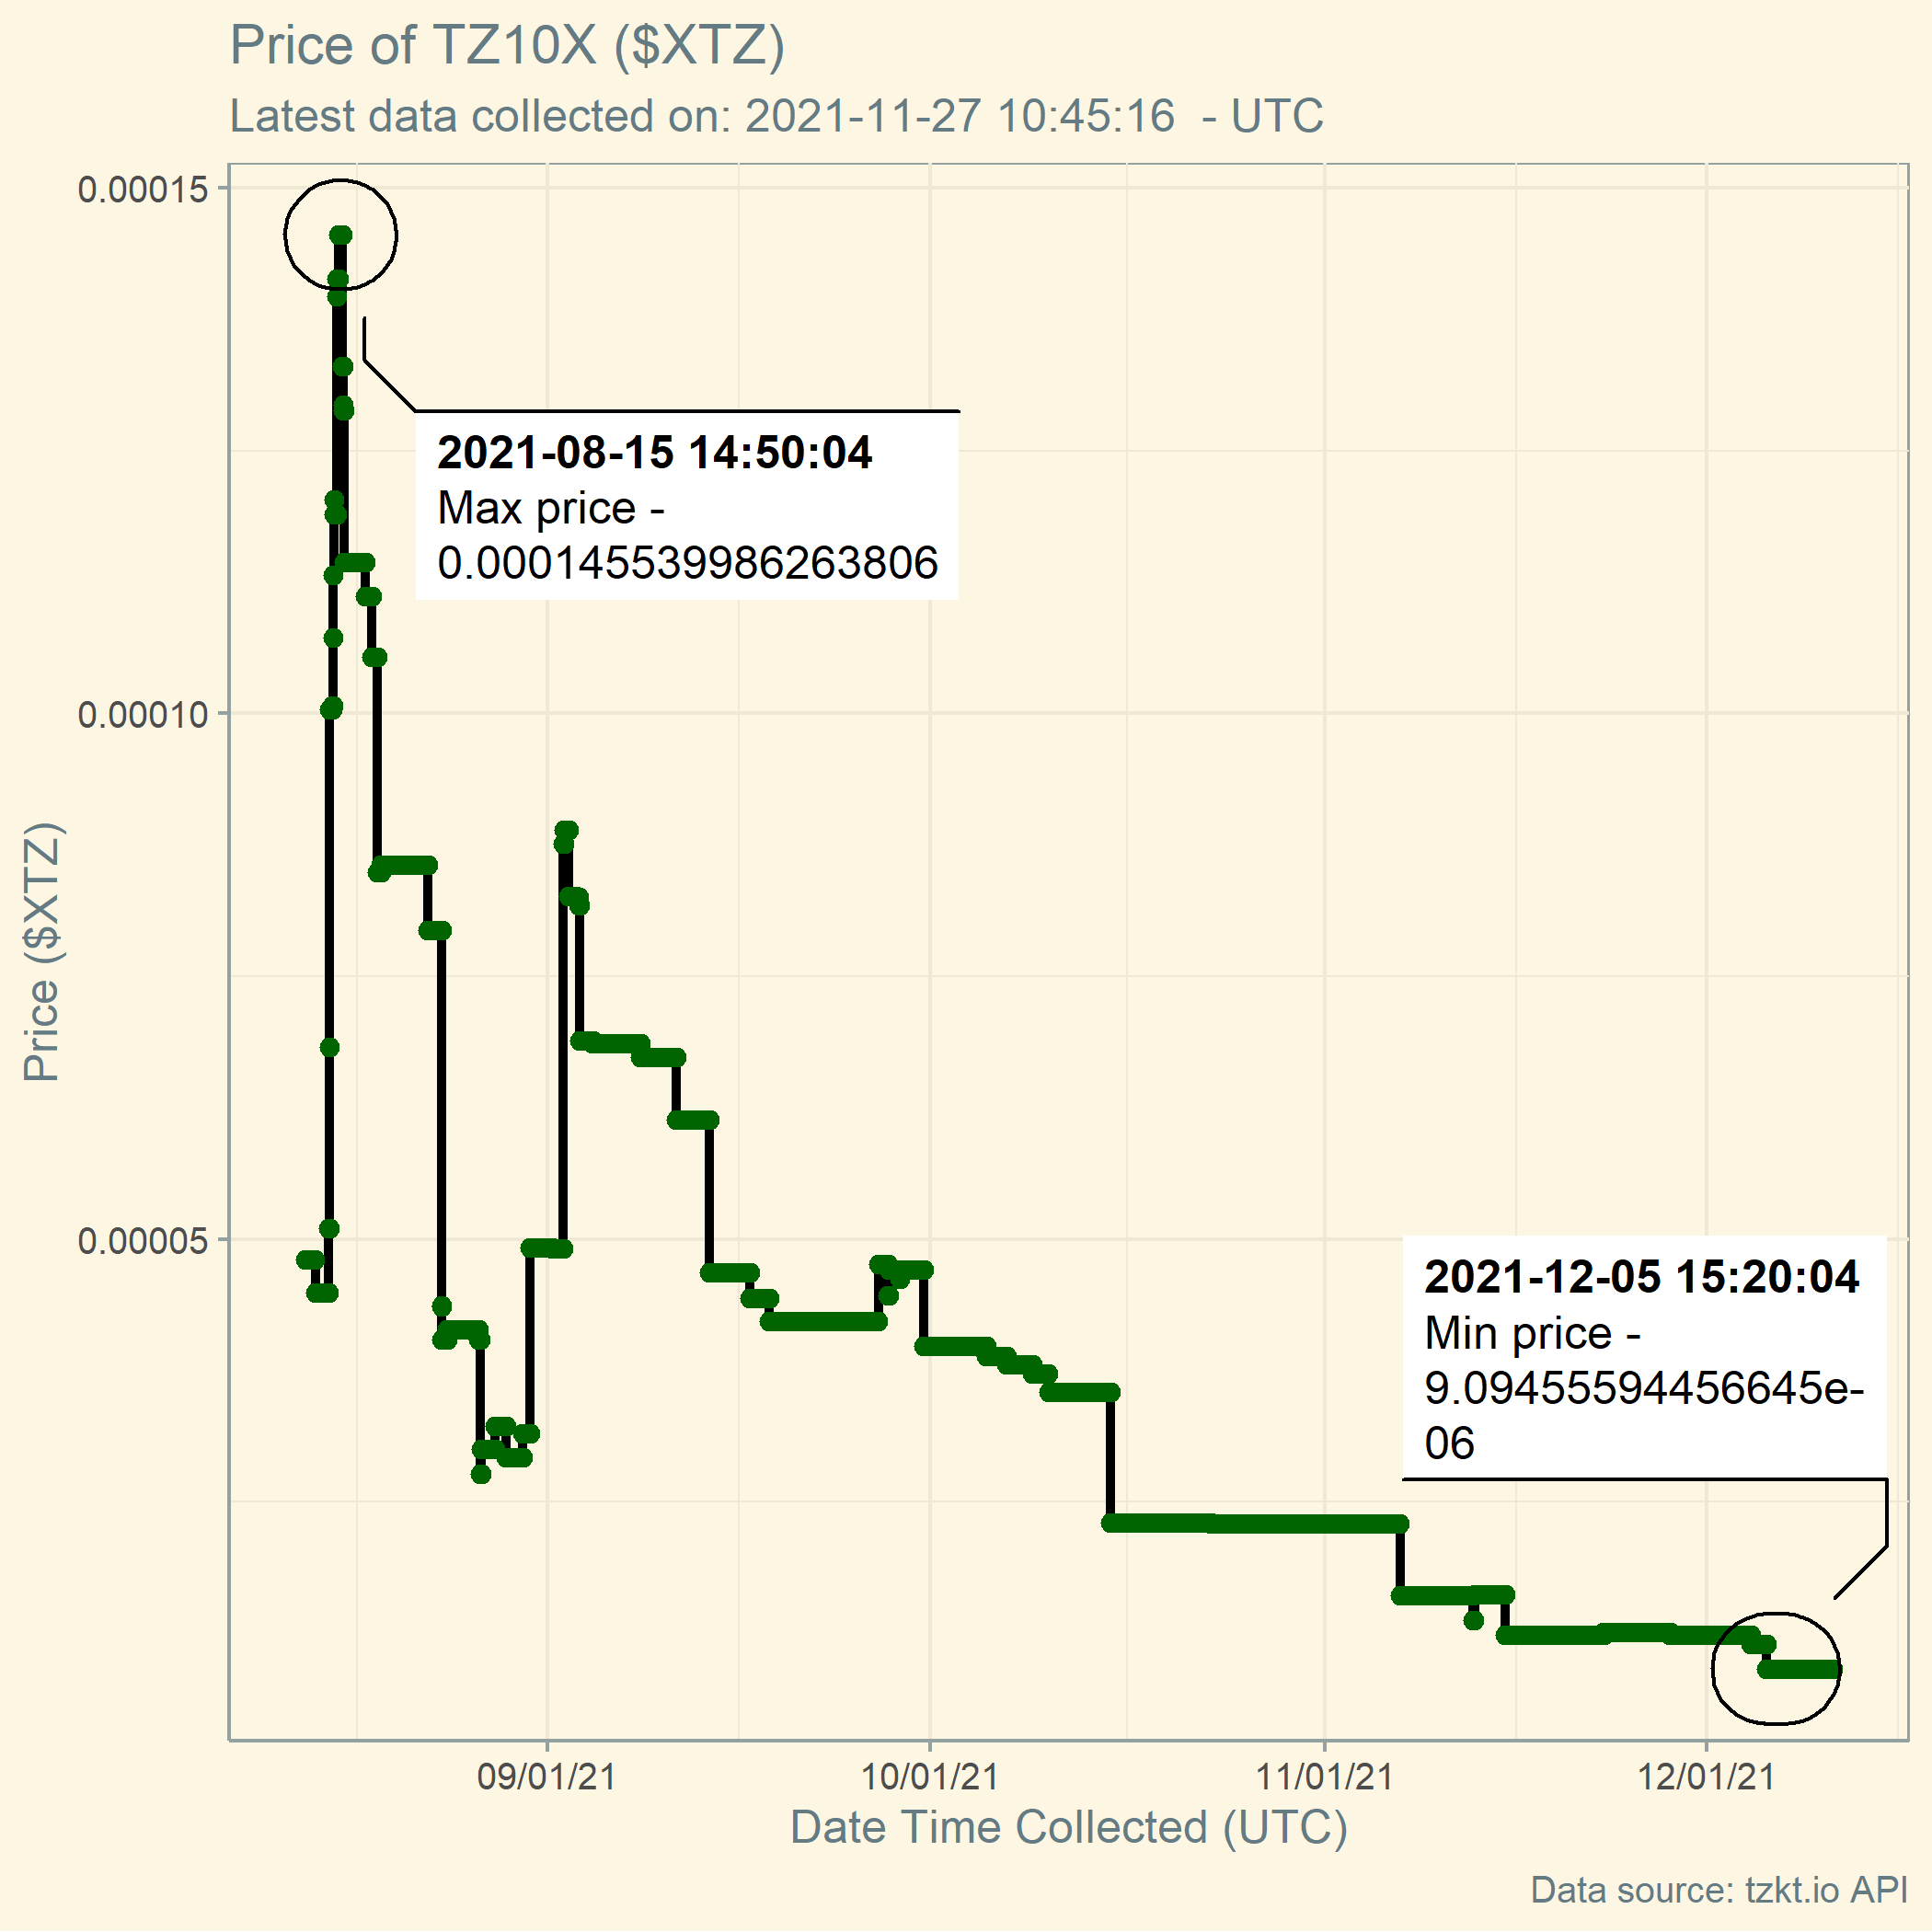 Price of TZ10X ($XTZ)
Latest data collected on: 2021-11-27 10:45:16  - UTC
0.00015
0.00010
0.00005
Price ($XTZ)
2021-08-15 14:50:04
Max price -
0.000145539986263806
2021-12-05 15:20:04
Min price -
9.09455594456645e-
06
09/01/21
10/01/21
11/01/21
12/01/21
Date Time Collected (UTC)
Data source: tzkt.io API